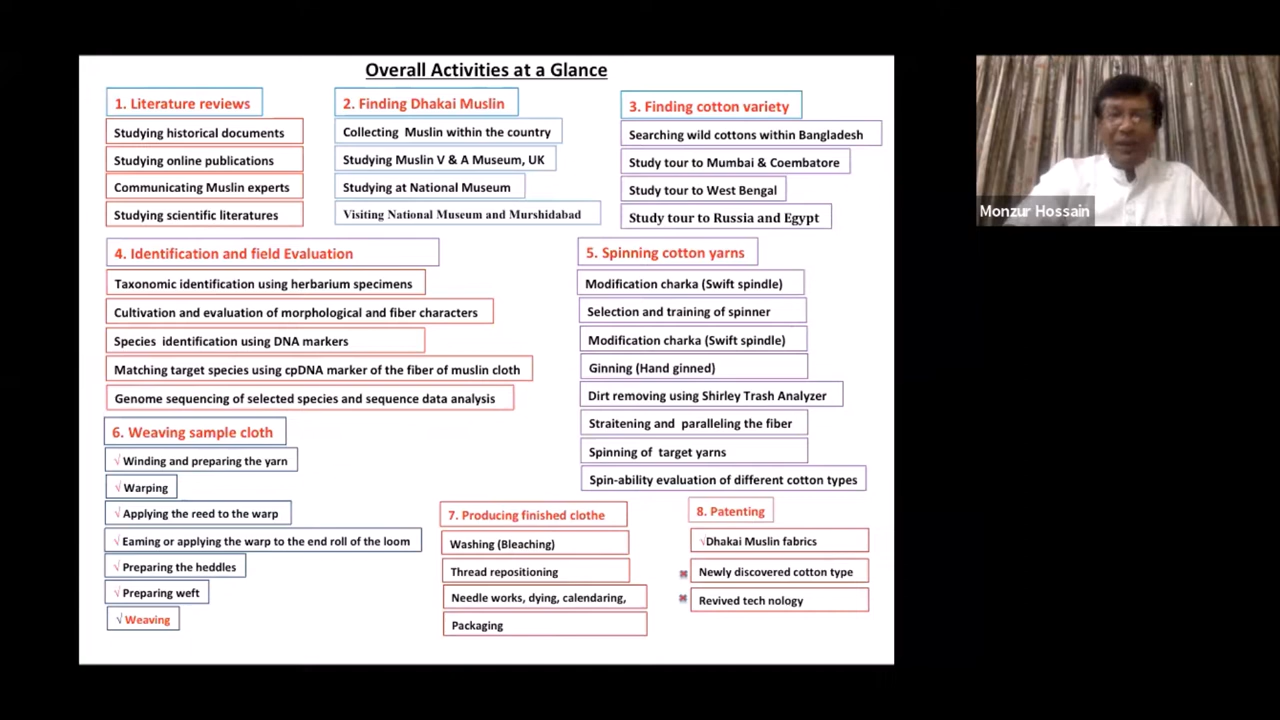 Overall Activities at a Glance
1. Literature reviews
Studying historical documents
Studying online publications
Communicating Muslin experts
Studying scientific literatures
2. Finding Dhakai Muslin
Collecting Muslin within the country
Studying Muslin V & A Museum, UK
Studying at National Museum
Visiting National Museum and Murshidabad
3. Finding cotton variety
Searching wild cottons within Bangladesh
Study tour to Mumbai & Coembatore
Study tour to West Bengal
Study tour to Russia and Egypt
Monzur Hossain
4. Identification and field Evaluation
Taxonomic identification using herbarium specimens
Cultivation and evaluation of morphological and fiber characters
Species identification using DNA markers
Matching target species using cpDNA marker of the fiber of muslin cloth
Genome sequencing of selected species and sequence data analysis
5. Spinning cotton yarns
Modification charka (Swift spindle)
Selection and training of spinner
Modification charka (Swift spindle)
Ginning (Hand ginned)
Dirt removing using Shirley Trash Analyzer
Straitening and paralleling the fiber
Spinning of target yarns
Spin-ability evaluation of different cotton types
6. Weaving sample cloth
√ Winding and preparing the yarn
√ Warping
√ Applying the reed to the warp
√ Eaming or applying the warp to the end roll of the loom
√ Preparing the heddles
√ Preparing weft
√ Weaving
7. Producing finished clothe
Washing (Bleaching)
Thread repositioning
Needle works, dying, calendaring,
Packaging
8. Patenting
√Dhakai Muslin fabrics
Newly discovered cotton type
Revived tech nology